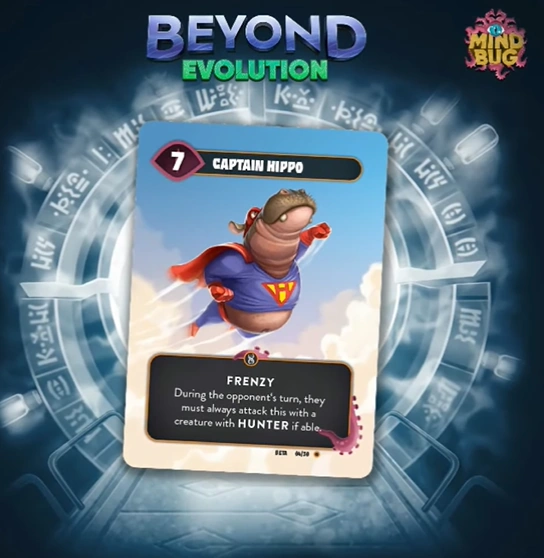 BEYOND
EVOLUTION
MIND
BUG
7
CAPTAIN HIPPO
FRENZY
During the opponent's turn, they
must always attack this with a
creature with HUNTER if able.
BETA